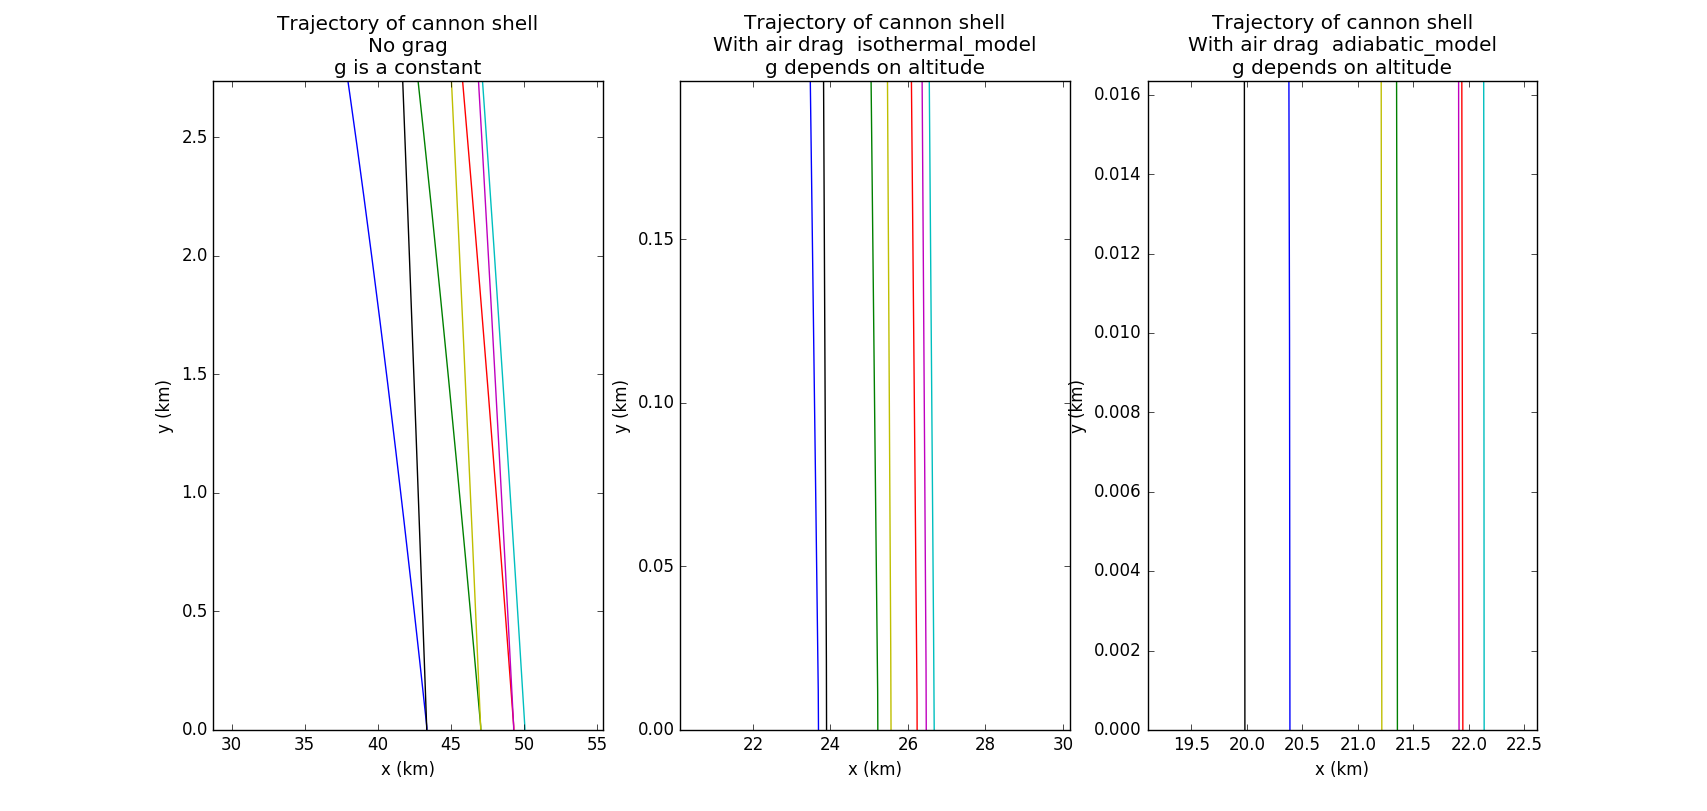 Trajectory of cannon shell
No grag
g is a constant
2.5
2.0
1.5
1.0
0.5
0.0
y (km)
30
35
40
45
50
55
x (km)
Trajectory of cannon shell
With air drag  isothermal_model
g depends on altitude
0.15
0.10
0.05
0.00
y (km)
22
24
26
28
30
x (km)
Trajectory of cannon shell
With air drag  adiabatic_model
g depends on altitude
0.016
0.014
0.012
0.010
0.008
0.006
0.004
0.002
0.000
y (km)
19.5
20.0
20.5
21.0
21.5
22.0
22.5
x (km)